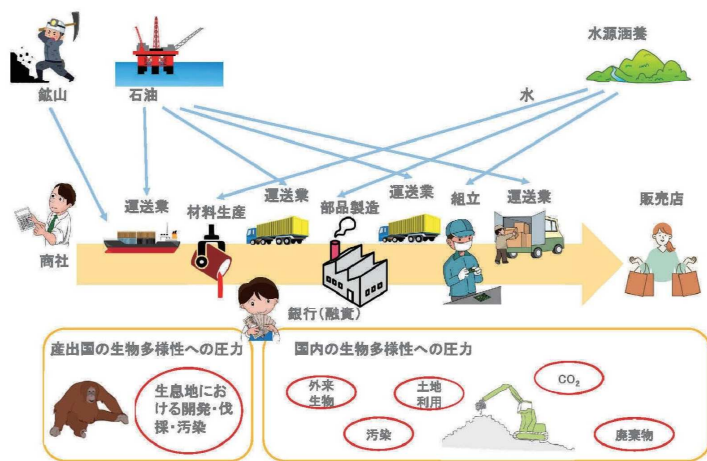 水源涵養
鉱山
石油
水
運送業
材料生産
運送業
部品製造
運送業
組立
運送業
販売店
商社
銀行(融資)
産出国の生物多様性への圧力
生息地にお
ける開発・伐
採・汚染
国内の生物多様性への圧力
外来
生物
土地
利用
CO₂
汚染
廃棄物